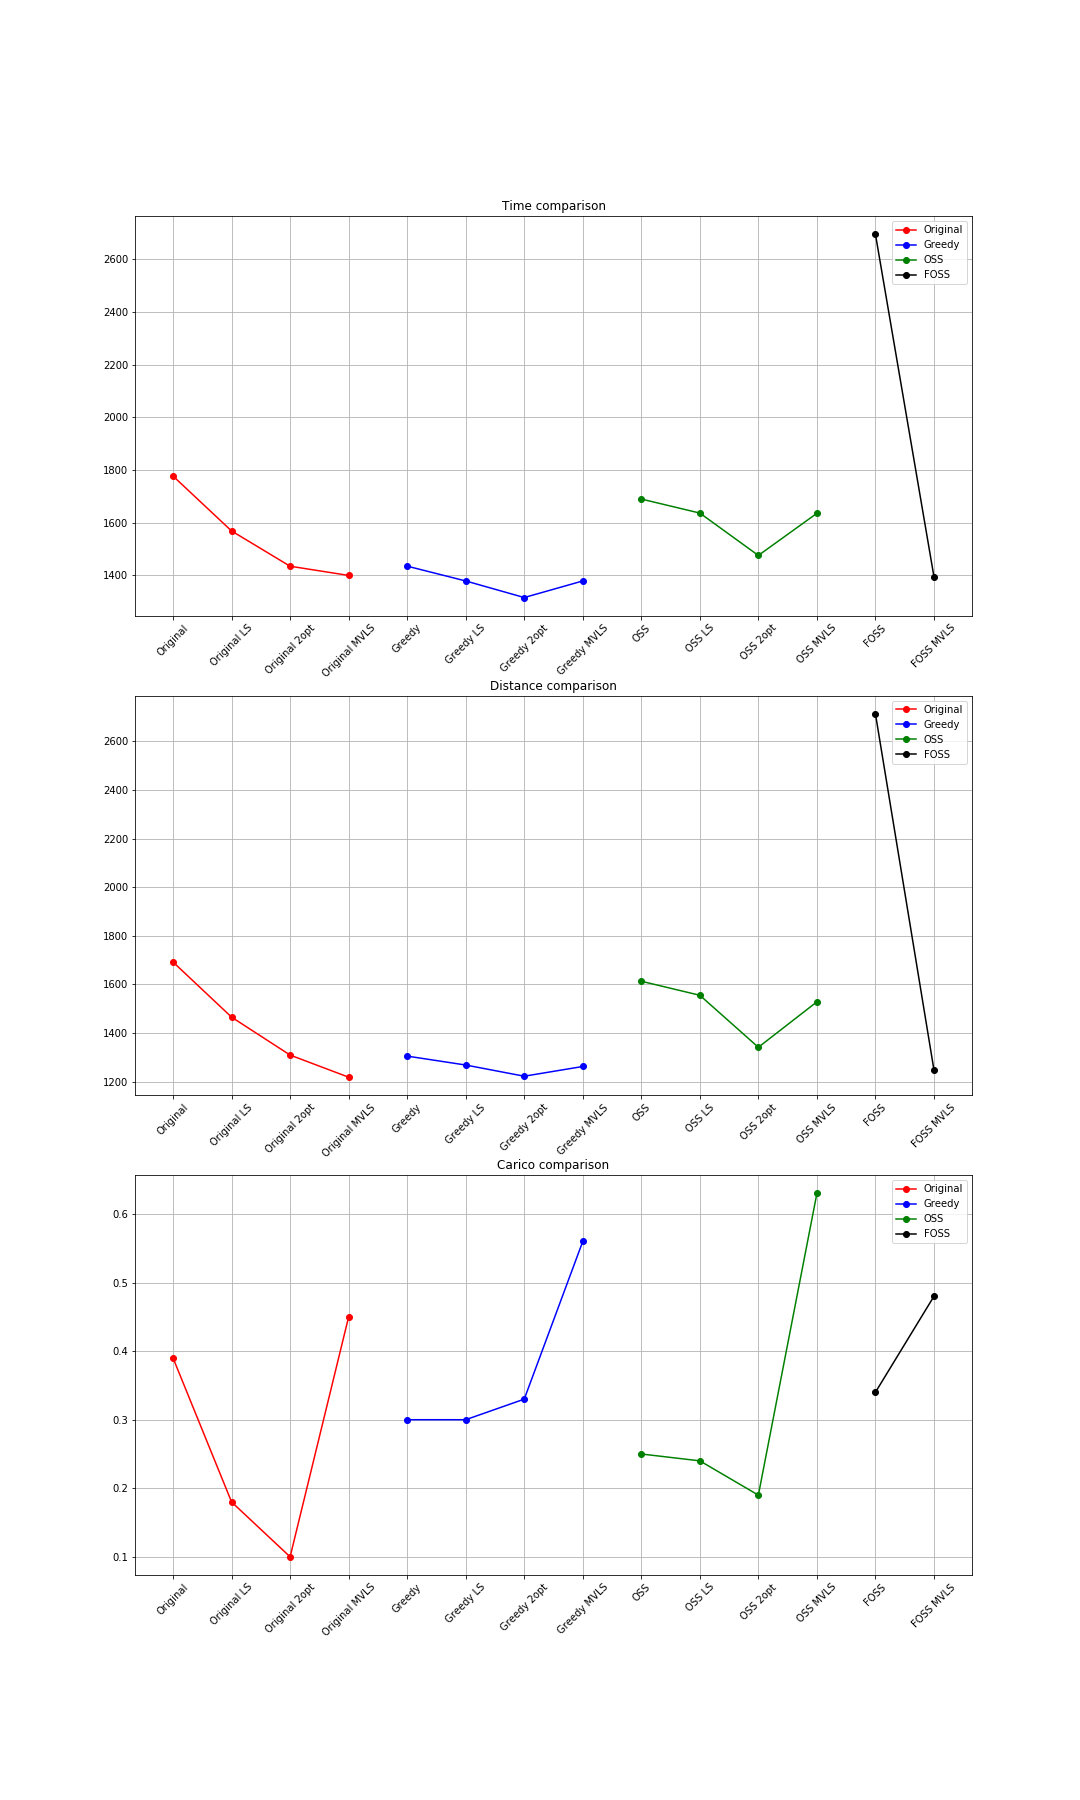 Time comparison
Original
Greedy
OSS
FOSS
2600
2400
2200
2000
1800
1600
1400
Original
Original LS
Original 2opt
Original MVLS
Greedy
Greedy LS
Greedy 2opt
Greedy MVLS
OSS
OSS LS
OSS 2opt
OSS MVLS
FOSS
FOSS MVLS
Distance comparison
Original
Greedy
OSS
FOSS
2600
2400
2200
2000
1800
1600
1400
1200
Original
Original LS
Original 2opt
Original MVLS
Greedy
Greedy LS
Greedy 2opt
Greedy MVLS
OSS
OSS LS
OSS 2opt
OSS MVLS
FOSS
FOSS MVLS
Carico comparison
Original
Greedy
OSS
FOSS
0.6
0.5
0.4
0.3
0.2
0.1
Original
Original LS
Original 2opt
Original MVLS
Greedy
Greedy LS
Greedy 2opt
Greedy MVLS
OSS
OSS LS
OSS 2opt
OSS MVLS
FOSS
FOSS MVLS